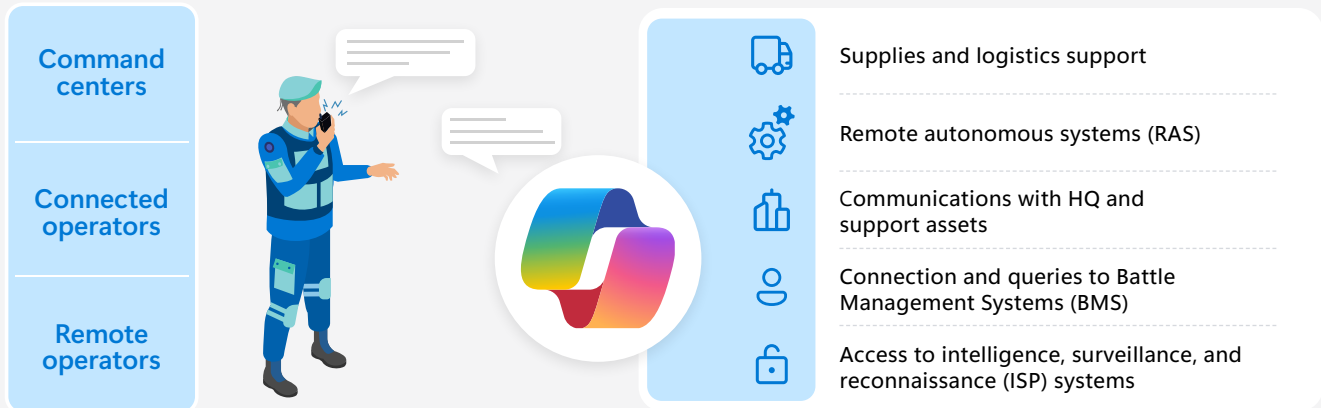 Command
centers
Connected
operators
Remote
operators
Supplies and logistics support
Remote autonomous systems (RAS)
Communications with HQ and
support assets
Connection and queries to Battle
Management Systems (BMS)
Access to intelligence, surveillance, and
reconnaissance (ISP) systems